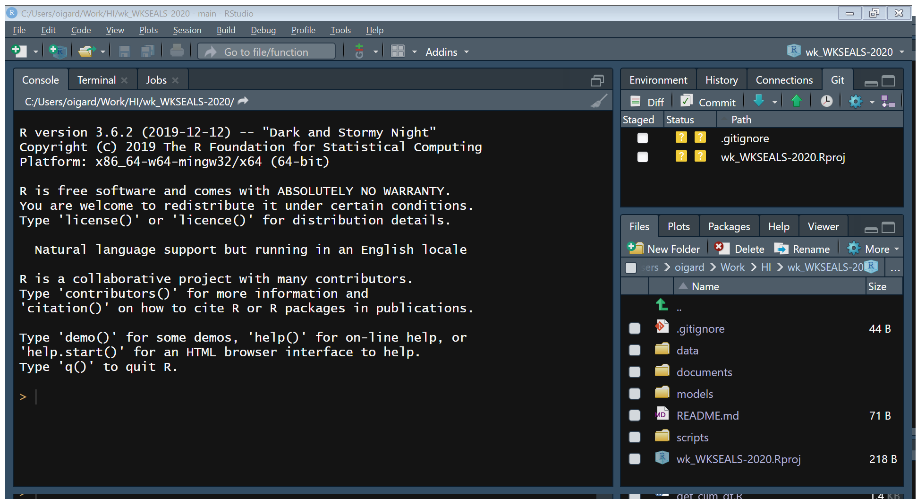 C:/Users/oigard/Work/HI/wk_WKSEALS-2020 - main - RStudio
File Edit Code View Plots Session Build Debug Profile Tools Help
Go to file/function Addins wk_WKSEALS-2020
Console Terminal Jobs
C:/Users/oigard/Work/HI/wk_WKSEALS-2020/
R version 3.6.2 (2019-12-12) -- "Dark and Stormy Night"
Copyright (C) 2019 The R Foundation for Statistical Computing
Platform: x86_64-w64-mingw32/x64 (64-bit)
R is free software and comes with ABSOLUTELY NO WARRANTY.
You are welcome to redistribute it under certain conditions.
Type 'license()' or 'licence()' for distribution details.
Natural language support but running in an English locale
R is a collaborative project with many contributors.
Type 'contributors()' for more information and
'citation()' on how to cite R or R packages in publications.
Type 'demo()' for some demos, 'help()' for on-line help, or
'help.start()' for an HTML browser interface to help.
Type 'q()' to quit R.
>
Environment History Connections Git
Diff Commit
Staged Status Path
? ? .gitignore
? ? wk_WKSEALS-2020.Rproj
Files Plots Packages Help Viewer
New Folder Delete Rename More
ers > oigard > Work > HI > wk_WKSEALS-20 ...
Name Size
..
.gitignore 44 B
data
documents
models
README.md 71 B
scripts
wk_WKSEALS-2020.Rproj 218 B